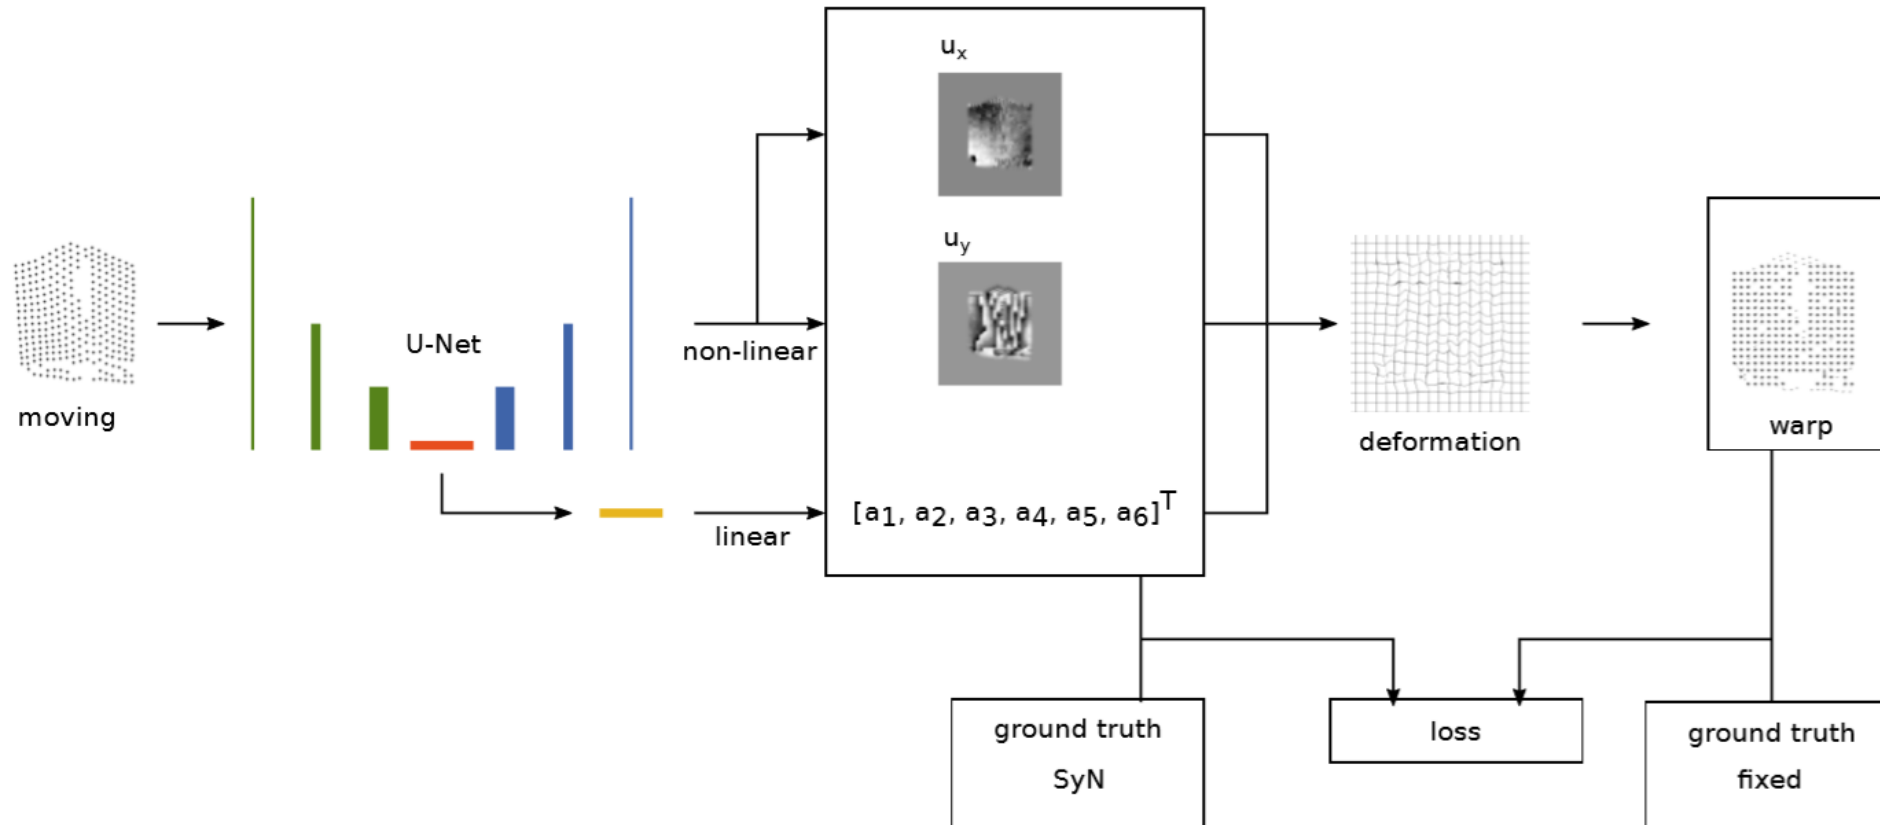 moving
U-Net
non-linear
linear
uₓ
u_y
[a₁, a₂, a₃, a₄, a₅, a₆]ᵀ
deformation
warp
ground truth
SyN
loss
ground truth
fixed